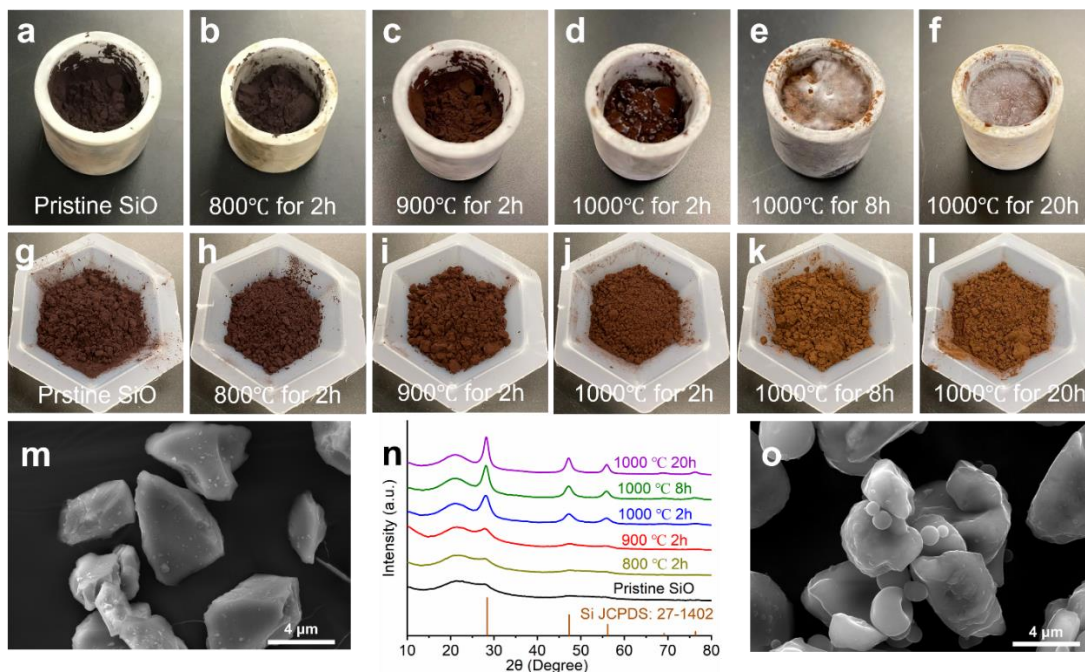 a
b
c
d
e
f
Pristine SiO
800℃ for 2h
900℃ for 2h
1000℃ for 2h
1000℃ for 8h
1000℃ for 20h
g
h
i
j
k
l
Prstine SiO
800℃ for 2h
900℃ for 2h
1000℃ for 2h
1000℃ for 8h
1000℃ for 20h
m
4 μm
n
Intensity (a.u.)
1000 ℃ 20h
1000 ℃ 8h
1000 ℃ 2h
900 ℃ 2h
800 ℃ 2h
Pristine SiO
Si JCPDS: 27-1402
10 20 30 40 50 60 70 80
2θ (Degree)
o
4 μm